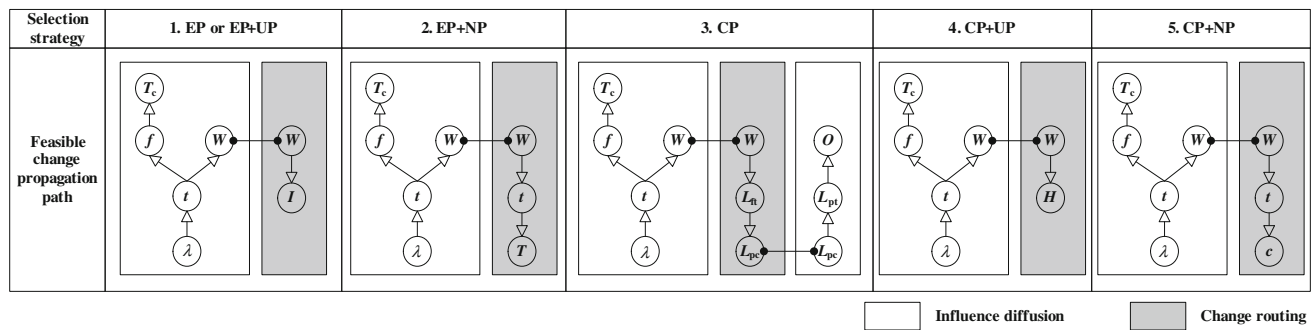 Selection strategy
1. EP or EP+UP
2. EP+NP
3. CP
4. CP+UP
5. CP+NP
Feasible change propagation path
Tc
f
W
W
t
I
λ
Tc
f
W
W
t
t
λ
T
Tc
f
W
W
O
t
Lft
Lpt
λ
Lpc
Lpc
Tc
f
W
W
t
H
λ
Tc
f
W
W
t
t
λ
c
Influence diffusion
Change routing